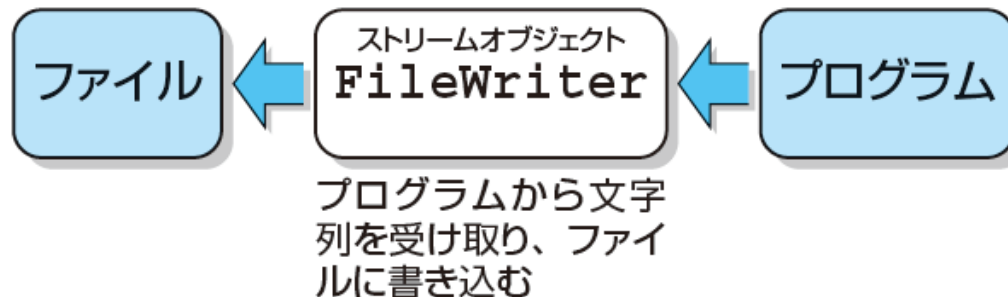 ファイル
ストリームオブジェクト
FileWriter
プログラム
プログラムから文字
列を受け取り、ファイ
ルに書き込む